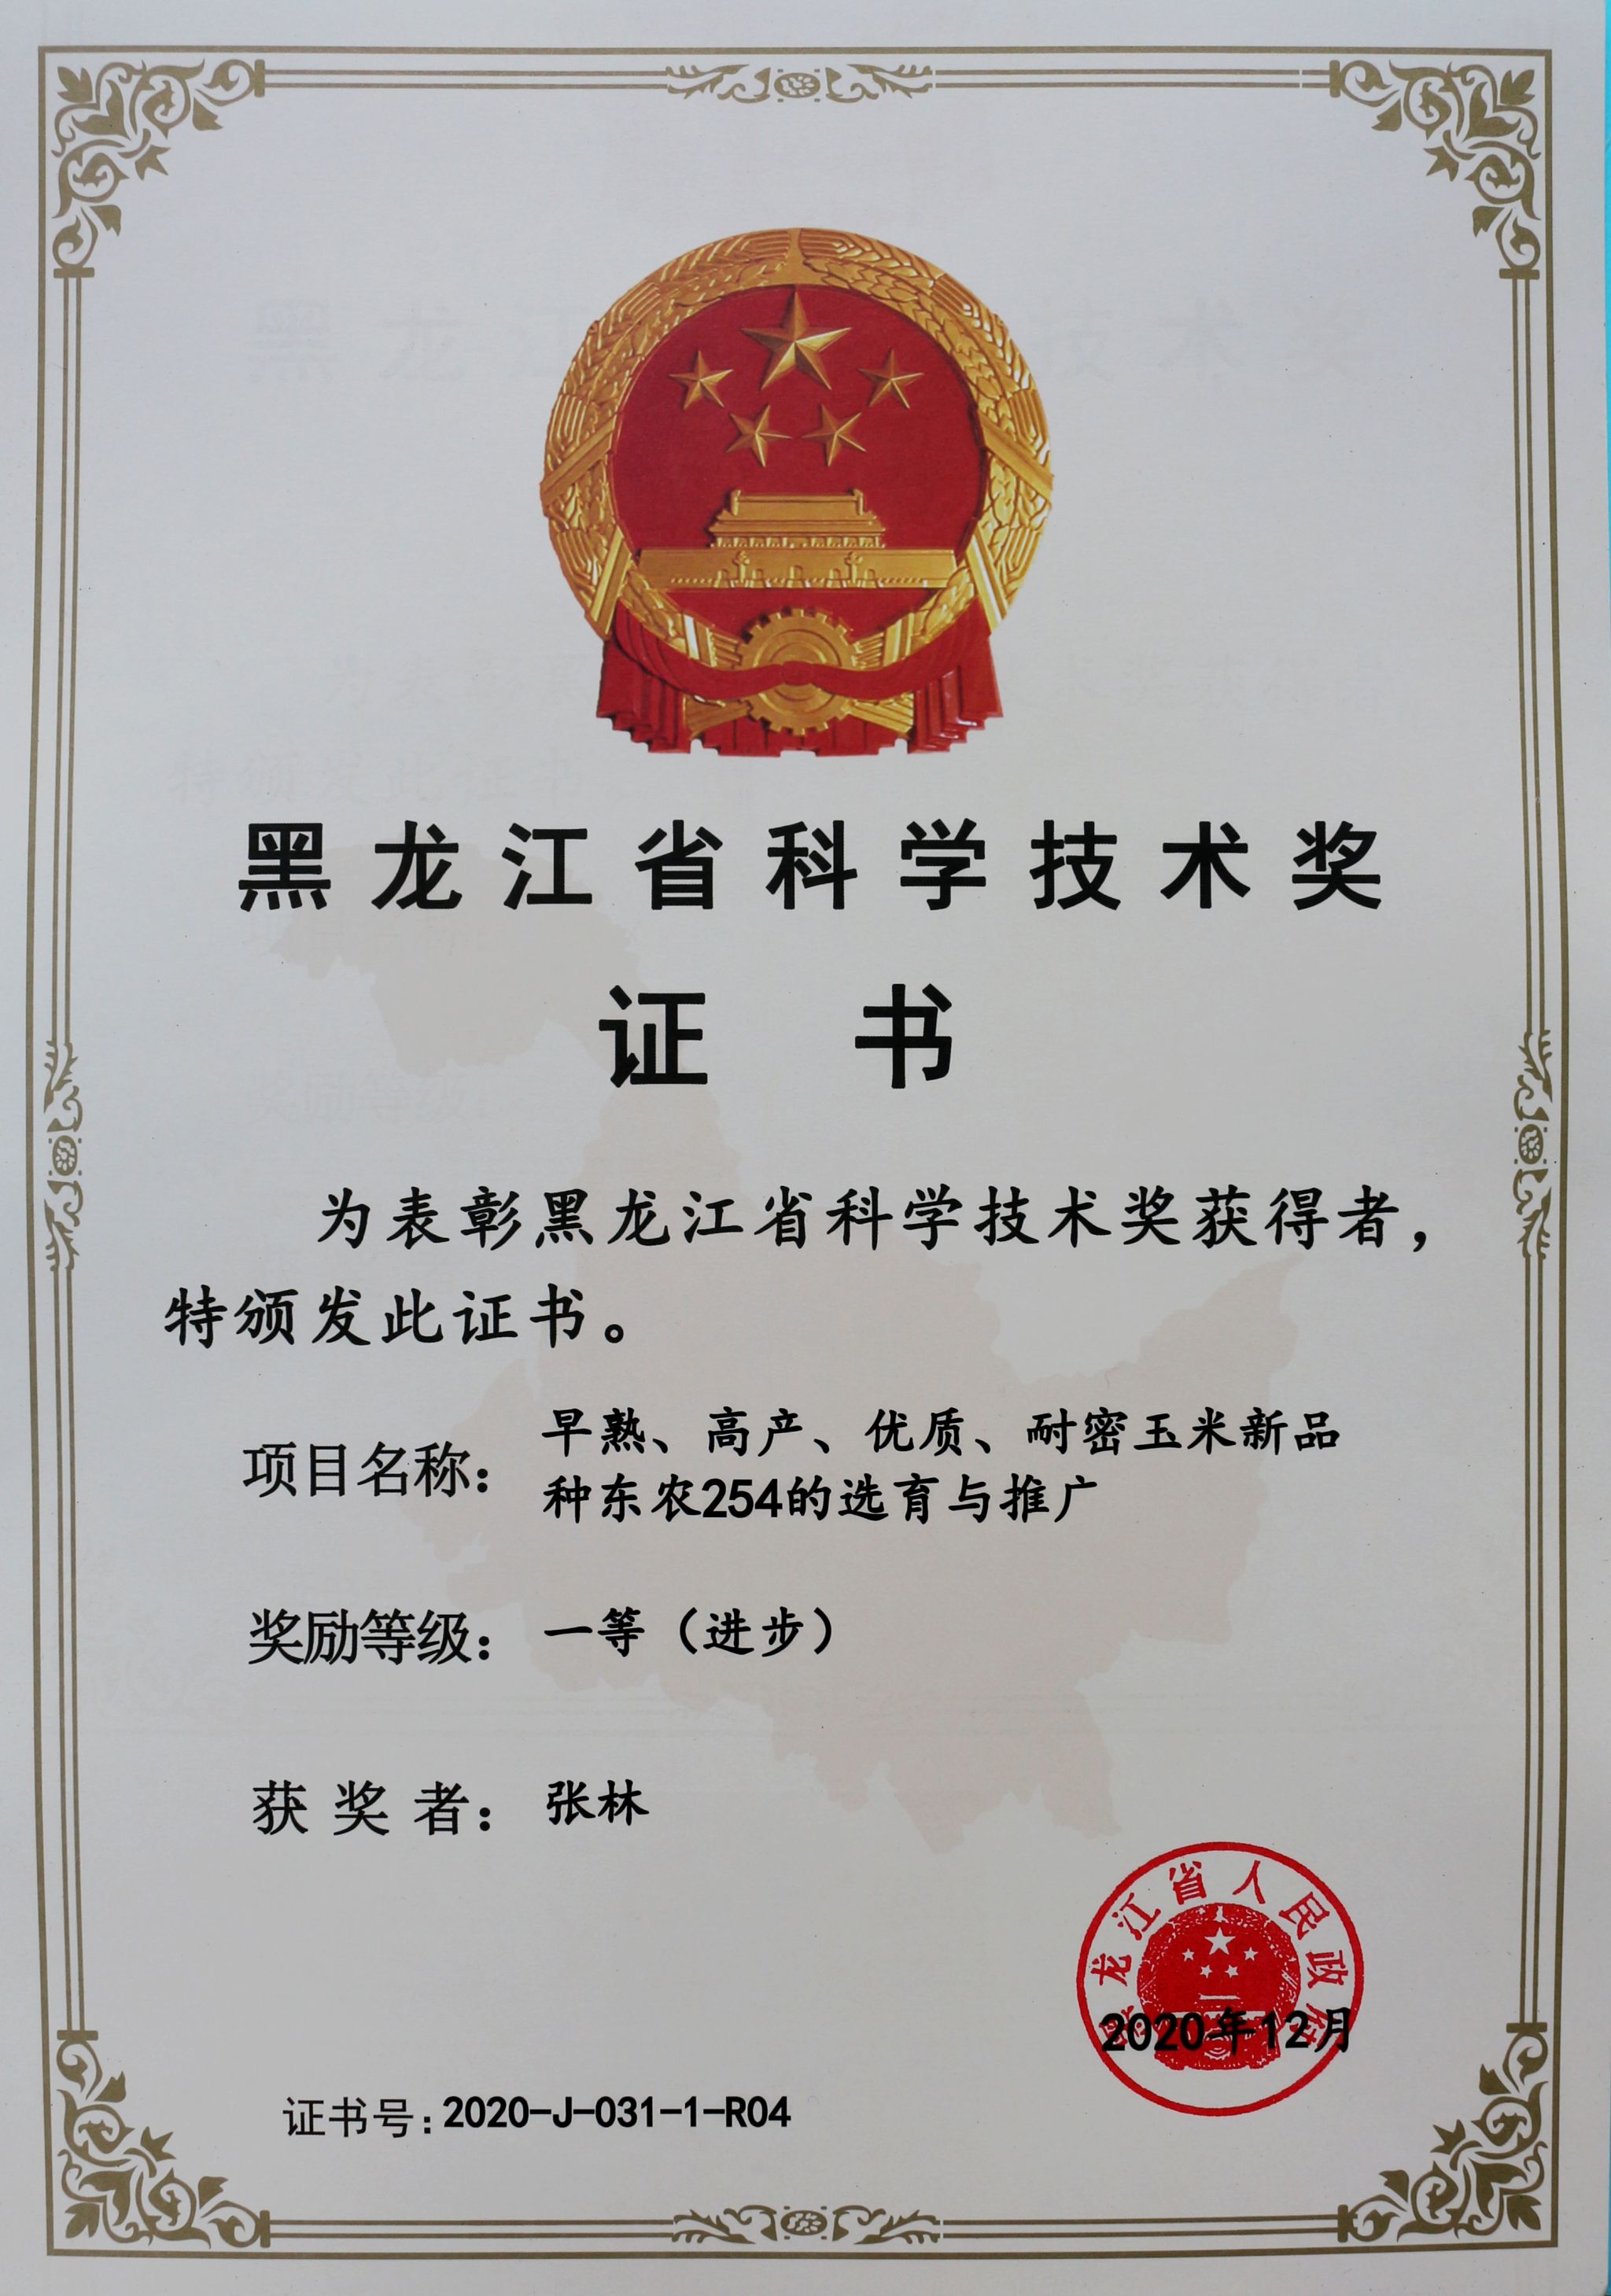 黑龙江省科学技术奖
证书
为表彰黑龙江省科学技术奖获得者，
特颁发此证书。
项目名称：早熟、高产、优质、耐密玉米新品
种东农254的选育与推广
奖励等级：一等（进步）
获奖者：张林
黑龙江省人民政府
2020年12月
证书号：2020-J-031-1-R04